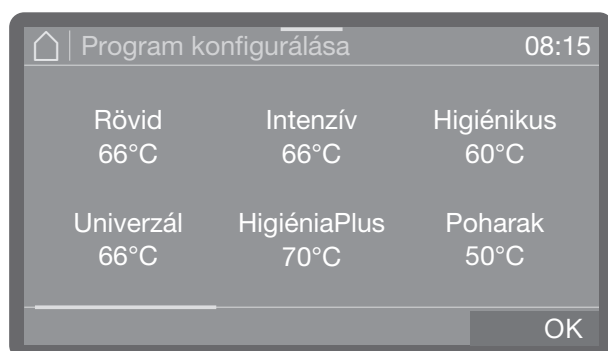 Program konfigurálása 08:15
Rövid Intenzív Higiénikus
66°C 66°C 60°C
Univerzál HigiéniaPlus Poharak
66°C 70°C 50°C
OK